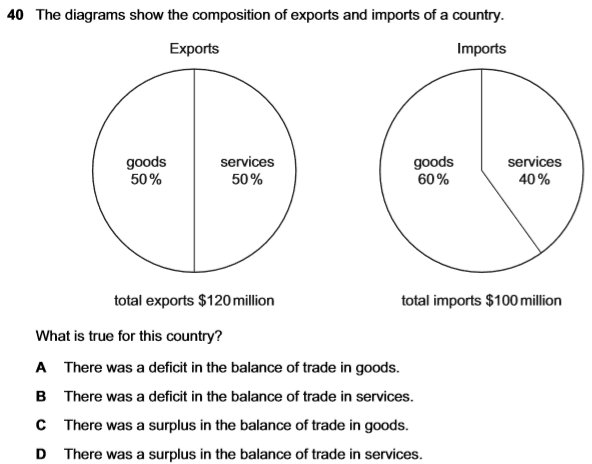 40 The diagrams show the composition of exports and imports of a country.
Exports
Imports
goods
50%
services
50%
goods
60%
services
40%
total exports $120 million
total imports $100 million
What is true for this country?
A There was a deficit in the balance of trade in goods.
B There was a deficit in the balance of trade in services.
C There was a surplus in the balance of trade in goods.
D There was a surplus in the balance of trade in services.